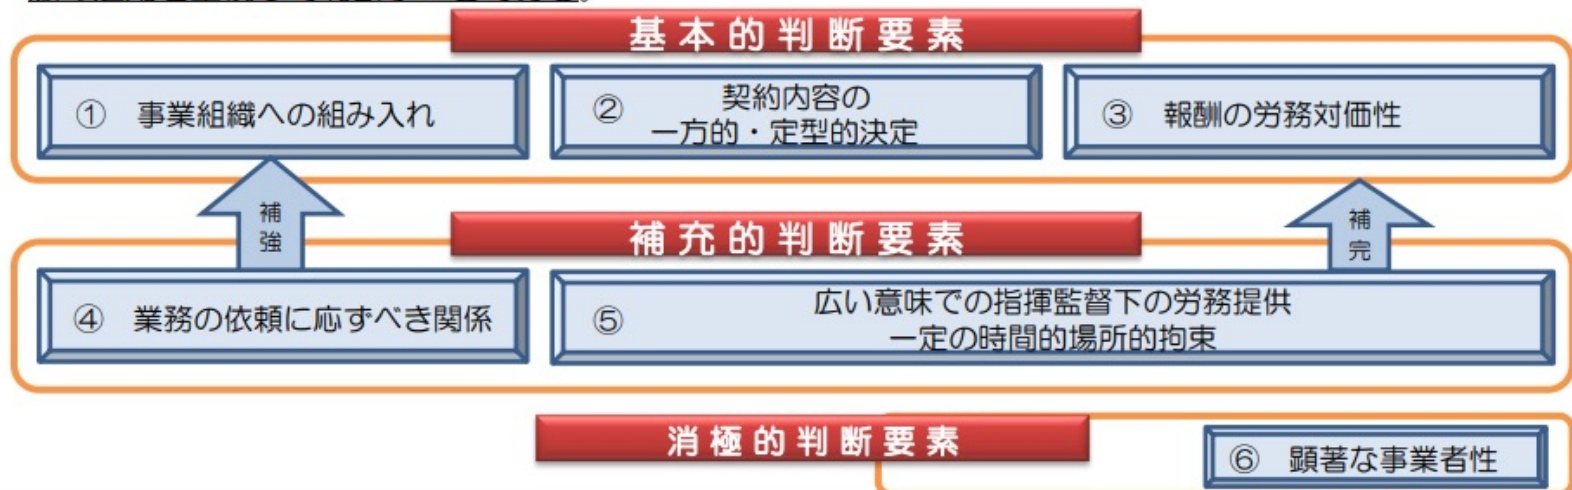 基本的判断要素
① 事業組織への組み入れ
② 契約内容の
一方的・定型的決定
③ 報酬の労務対価性
補強
補完
補充的判断要素
④ 業務の依頼に応ずべき関係
⑤ 広い意味での指揮監督下の労務提供
一定の時間的場所的拘束
消極的判断要素
⑥ 顕著な事業者性